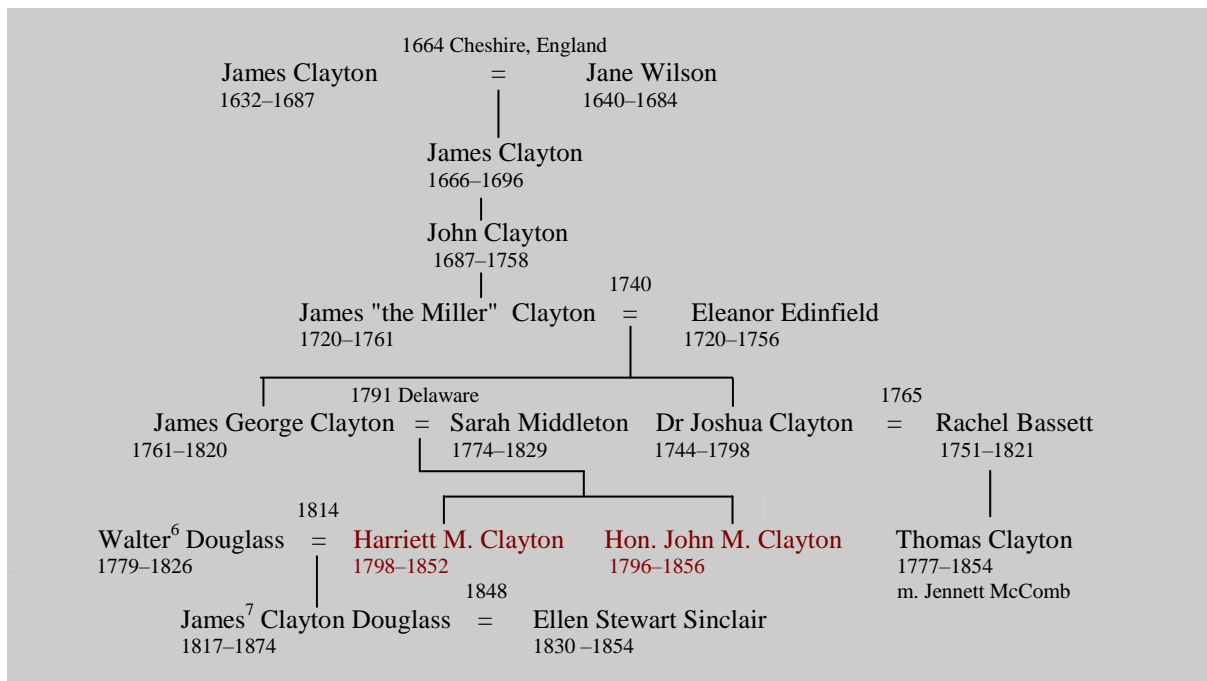 1664 Cheshire, England
James Clayton = Jane Wilson
1632–1687 1640–1684
James Clayton
1666–1696
John Clayton
1687–1758
1740
James "the Miller" Clayton = Eleanor Edinfield
1720–1761 1720–1756
1791 Delaware 1765
James George Clayton = Sarah Middleton Dr Joshua Clayton = Rachel Bassett
1761–1820 1774–1829 1744–1798 1751–1821
1814
Walter⁶ Douglass = Harriett M. Clayton Hon. John M. Clayton Thomas Clayton
1779–1826 1798–1852 1796–1856 1777–1854
1848 m. Jennett McComb
James⁷ Clayton Douglass = Ellen Stewart Sinclair
1817–1874 1830 –1854